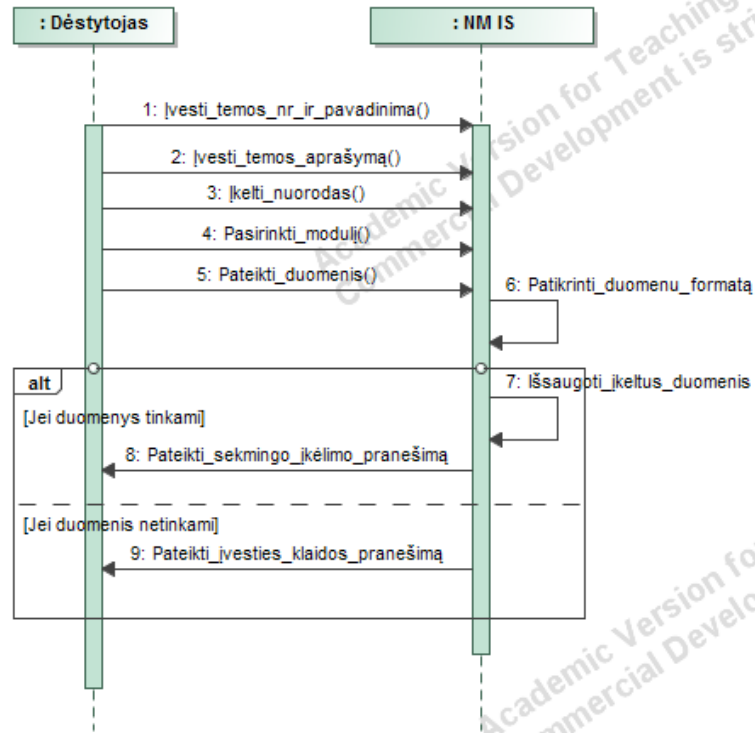 : Dėstytojas
: NM IS
1: Įvesti_temos_nr_ir_pavadinima()
2: Įvesti_temos_aprašymą()
3: Įkelti_nuorodas()
4: Pasirinkti_modulį()
5: Pateikti_duomenis()
6: Patikrinti_duomenu_formatą
alt
7: Išsaugoti_įkeltus_duomenis
[Jei duomenys tinkami]
8: Pateikti_sekmingo_įkėlimo_pranešimą
[Jei duomenis netinkami]
9: Pateikti_įvesties_klaidos_pranešimą
Academic Version for Teaching
Commercial Development is stri
Academic Version fo
Commercial Develo